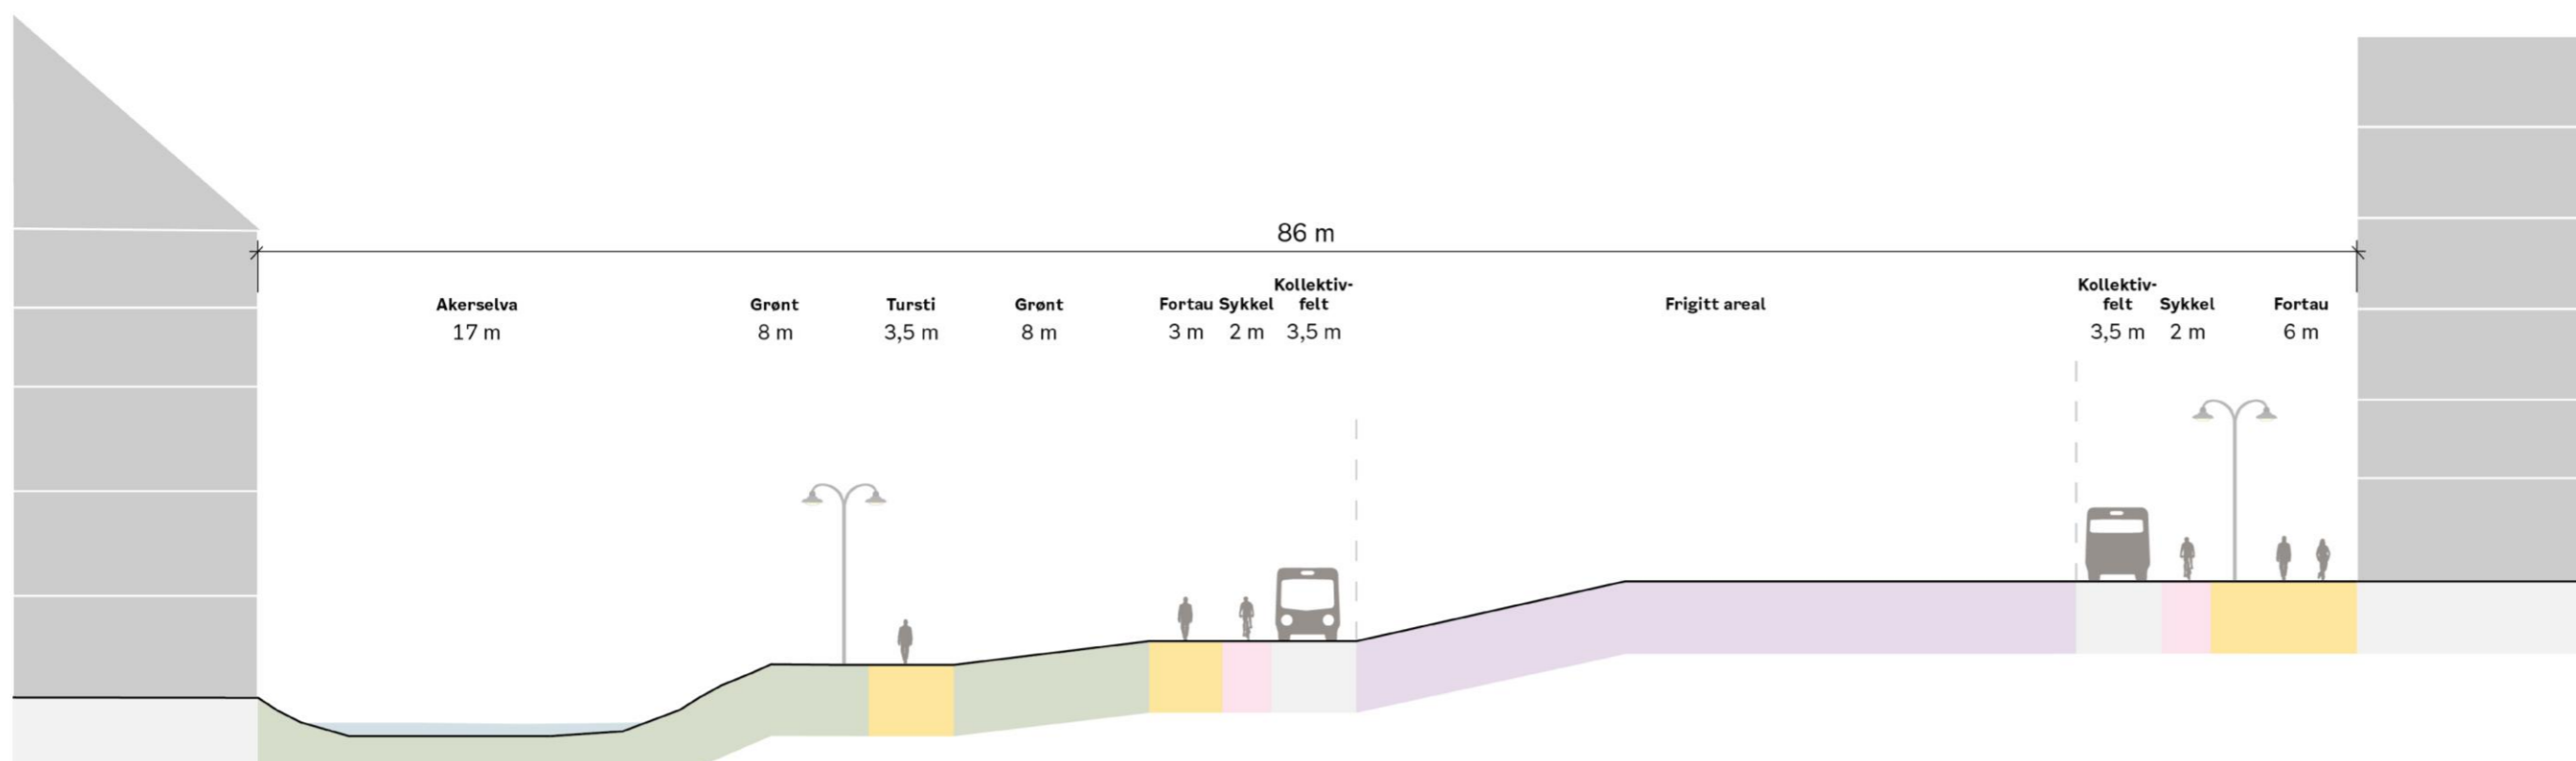 86 m
Akerselva
17 m
Grønt
8 m
Tursti
3,5 m
Grønt
8 m
Fortau
3 m
Sykkel
2 m
Kollektiv-
felt
3,5 m
Frigitt areal
Kollektiv-
felt
3,5 m
Sykkel
2 m
Fortau
6 m